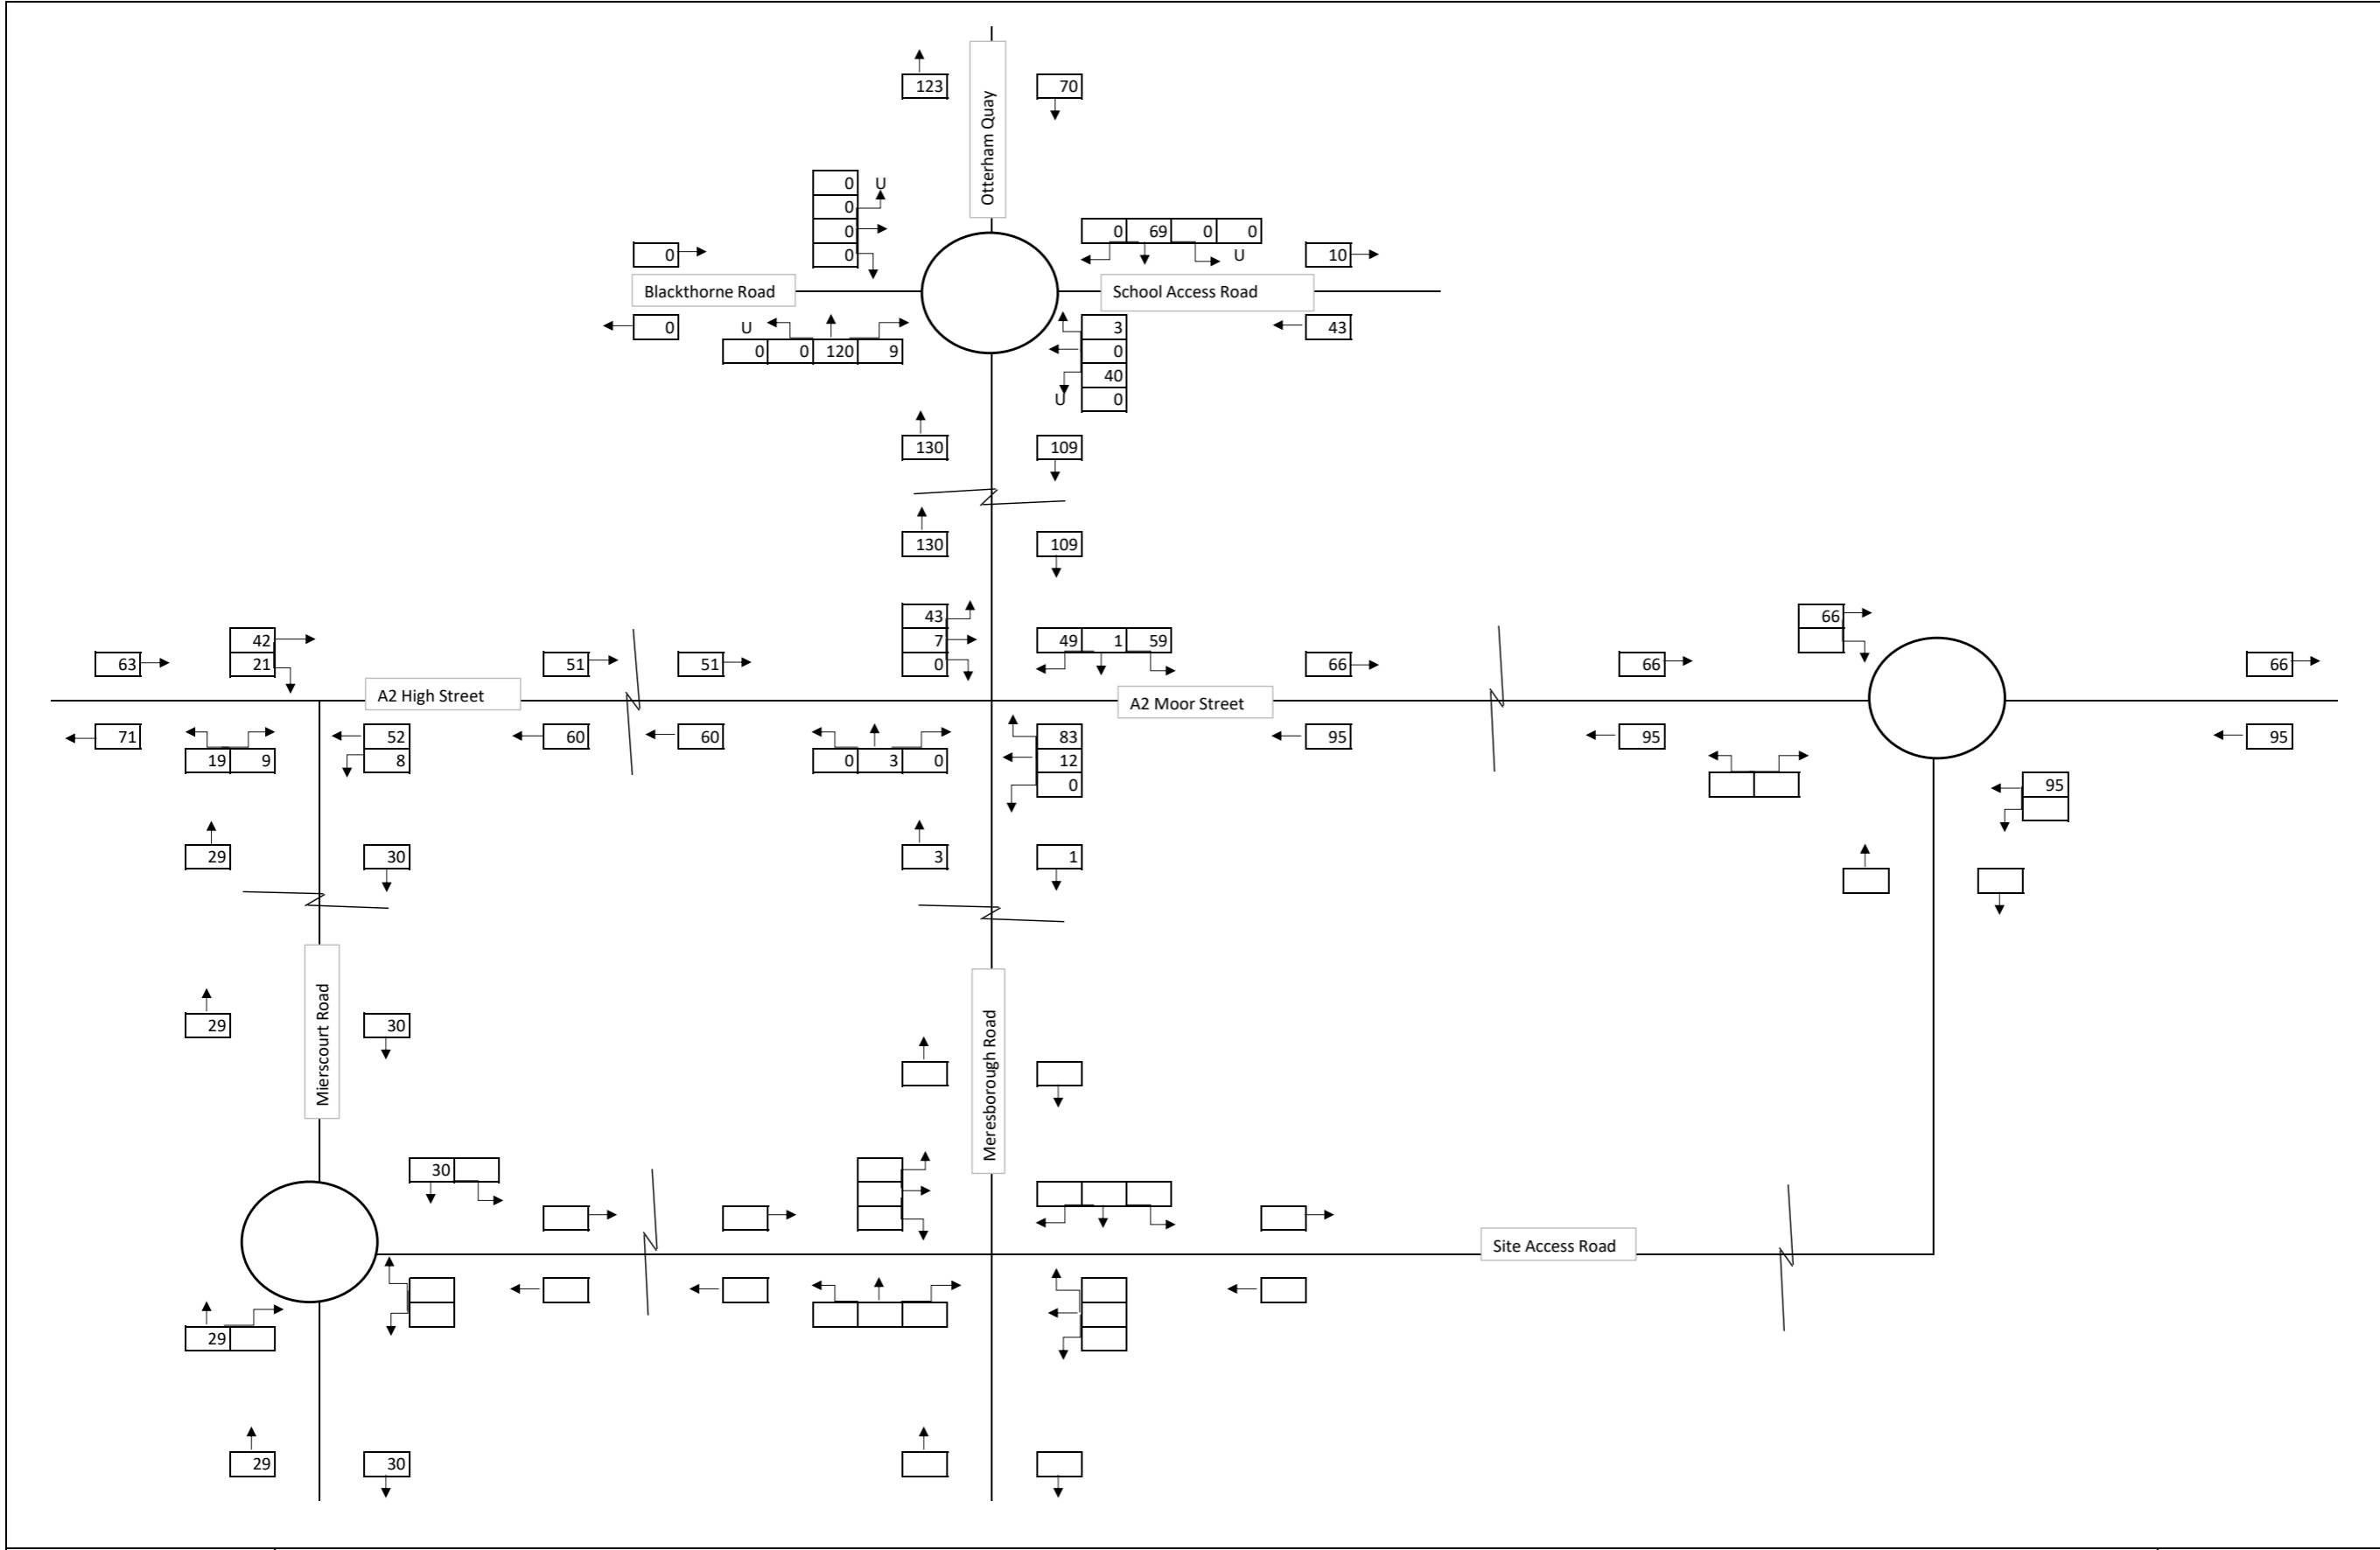 123 70
Otterham Quay
0 U
0
0
0
0 69 0 0
U
0
10
Blackthorne Road
School Access Road
0
43
U
0 0 120 9
3
0
40
U 0
130 109
130 109
43
7
0
49 1 59
66
42
21
63
51 51
66
66
66
A2 High Street
A2 Moor Street
71
19 9
52
8
60 60
0 3 0
83
12
0
95
95
95
95
29 30
3 1
Mierscourt Road
Meresborough Road
29 30
30
Site Access Road
29
29 30